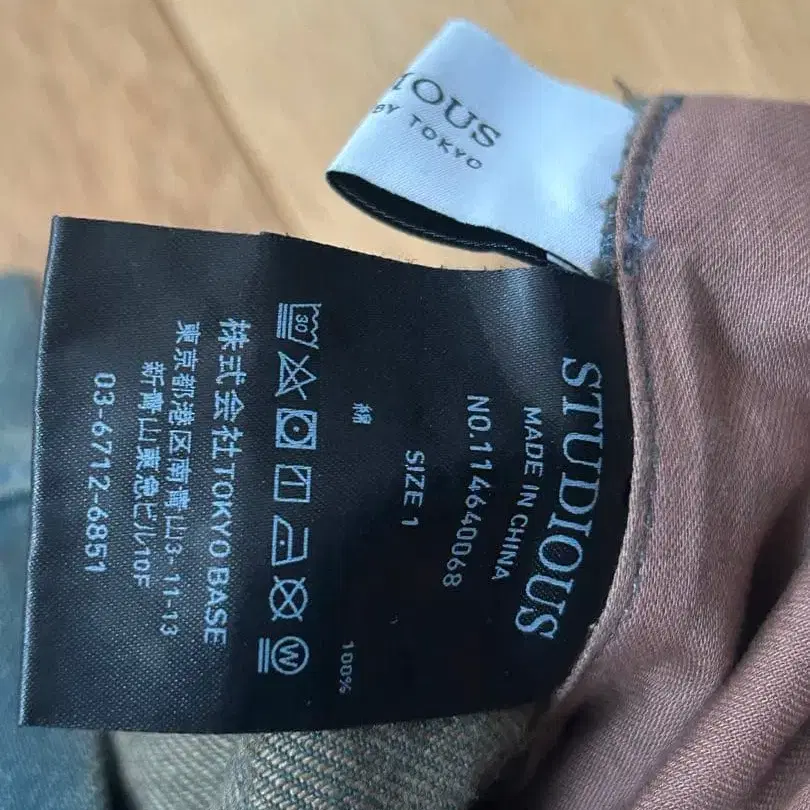 IOUS
BY TOKYO
STUDIOUS
MADE IN CHINA
NO.114640068
SIZE 1
綿 100%
30
W
株式会社TOKYO BASE
東京都港区南青山3-11-13
新青山東急ビル10F
03-6712-6851